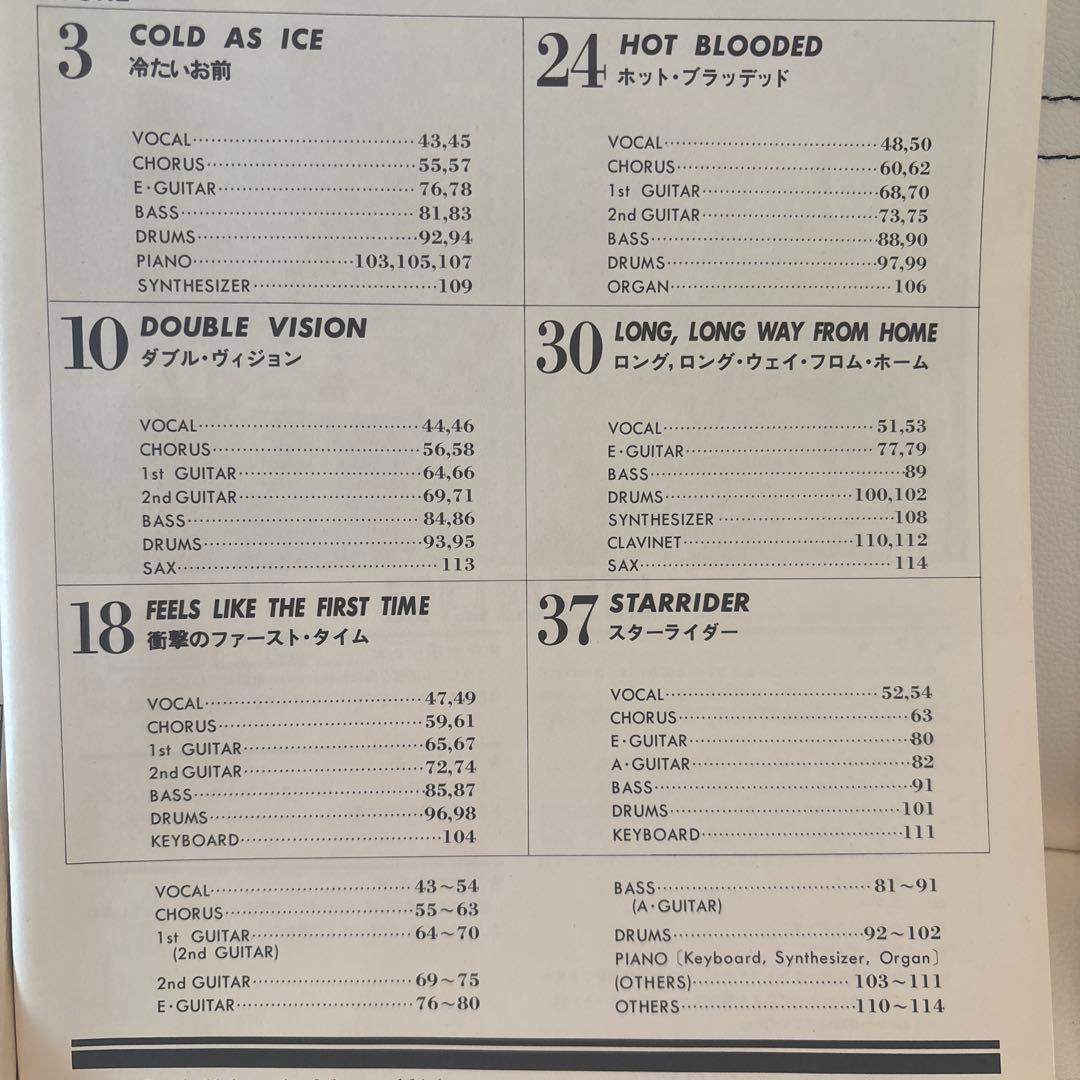 3 COLD AS ICE
冷たいお前
VOCAL 43,45
CHORUS 55,57
E·GUITAR 76,78
BASS 81,83
DRUMS 92,94
PIANO 103,105,107
SYNTHESIZER 109
10 DOUBLE VISION
ダブル・ヴィジョン
VOCAL 44,46
CHORUS 56,58
1st GUITAR 64,66
2nd GUITAR 69,71
BASS 84,86
DRUMS 93,95
SAX 113
18 FEELS LIKE THE FIRST TIME
衝撃のファースト・タイム
VOCAL 47,49
CHORUS 59,61
1st GUITAR 65,67
2nd GUITAR 72,74
BASS 85,87
DRUMS 96,98
KEYBOARD 104
24 HOT BLOODED
ホット・ブラッデッド
VOCAL 48,50
CHORUS 60,62
1st GUITAR 68,70
2nd GUITAR 73,75
BASS 88,90
DRUMS 97,99
ORGAN 106
30 LONG, LONG WAY FROM HOME
ロング,ロング・ウェイ・フロム・ホーム
VOCAL 51,53
E·GUITAR 77,79
BASS 89
DRUMS 100,102
SYNTHESIZER 108
CLAVINET 110,112
SAX 114
37 STARRIDER
スターライダー
VOCAL 52,54
CHORUS 63
E·GUITAR 80
A·GUITAR 82
BASS 91
DRUMS 101
KEYBOARD 111
VOCAL 43~54
CHORUS 55~63
1st GUITAR 64~70
(2nd GUITAR)
2nd GUITAR 69~75
E·GUITAR 76~80
BASS 81~91
(A·GUITAR)
DRUMS 92~102
PIANO〔Keyboard, Synthesizer, Organ〕
(OTHERS) 103~111
OTHERS 110~114